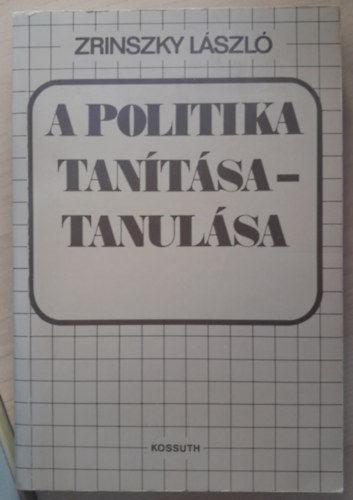 ZRINSZKY LÁSZLÓ
A POLITIKA
TANÍTÁSA–
TANULÁSA
KOSSUTH